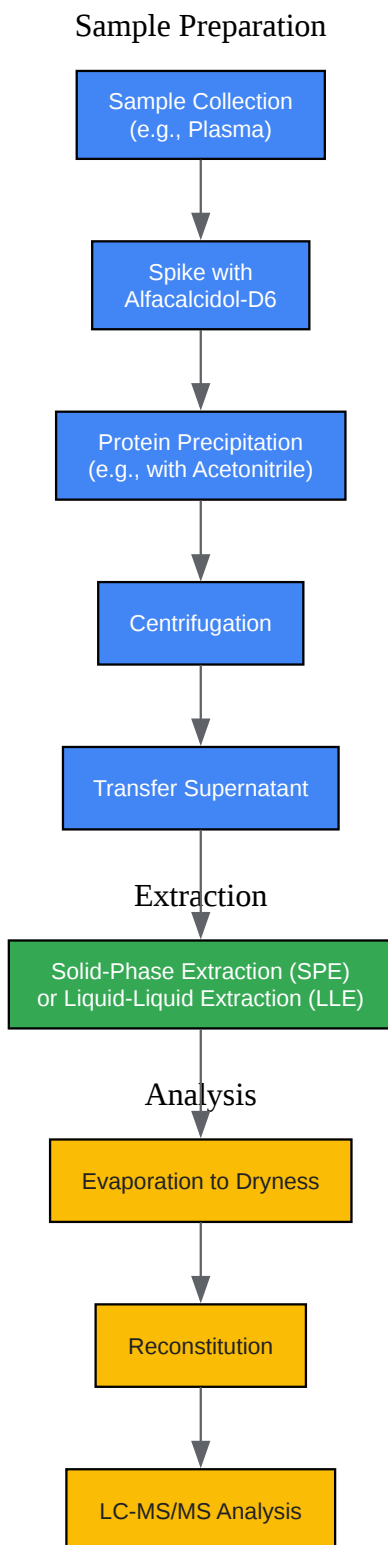 Sample Preparation
Sample Collection
(e.g., Plasma)
Spike with
Alfacalcidol-D6
Protein Precipitation
(e.g., with Acetonitrile)
Centrifugation
Transfer Supernatant
Extraction
Solid-Phase Extraction (SPE)
or Liquid-Liquid Extraction (LLE)
Analysis
Evaporation to Dryness
Reconstitution
LC-MS/MS Analysis